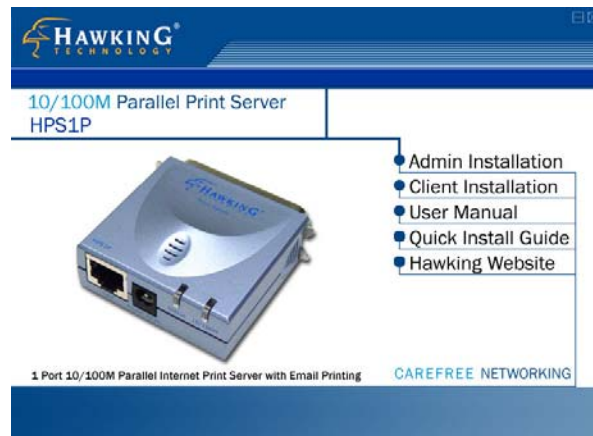 HAWKING
TECHNOLOGY
10/100M Parallel Print Server
HPS1P
HAWKING
Admin Installation
Client Installation
User Manual
Quick Install Guide
Hawking Website
1 Port 10/100M Parallel Internet Print Server with Email Printing
CAREFREE NETWORKING